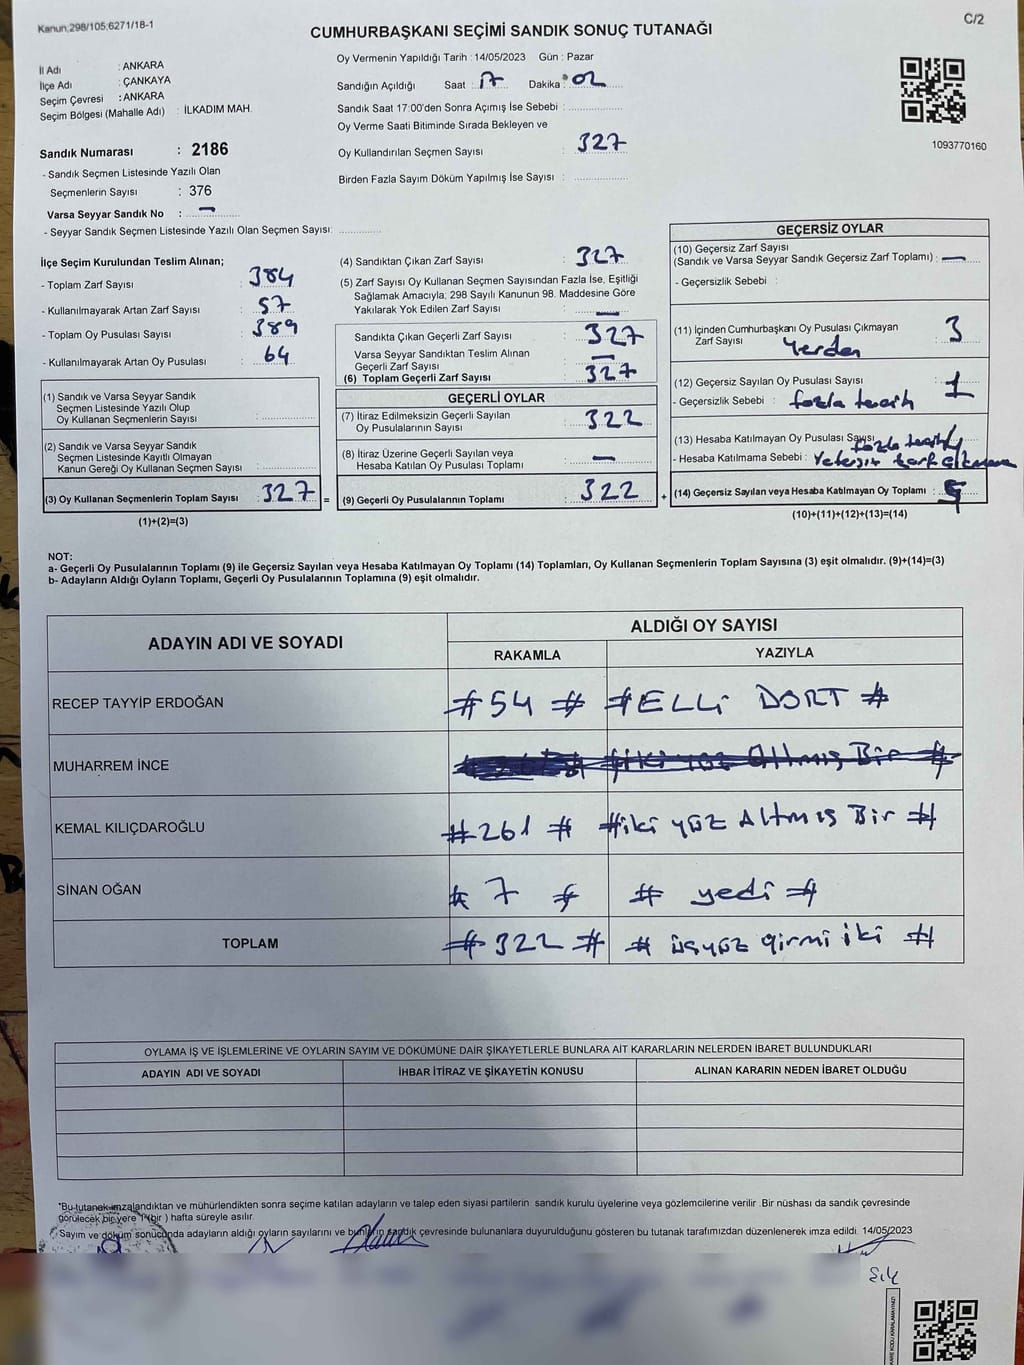 Kanun;298/105;6271/18-1
C/2
CUMHURBAŞKANI SEÇİMİ SANDIK SONUÇ TUTANAĞI
İl Adı : ANKARA
İlçe Adı : ÇANKAYA
Seçim Çevresi : ANKARA
Seçim Bölgesi (Mahalle Adı) : İLKADIM MAH.
Sandık Numarası : 2186
- Sandık Seçmen Listesinde Yazılı Olan
Seçmenlerin Sayısı : 376
Varsa Seyyar Sandık No : —
- Seyyar Sandık Seçmen Listesinde Yazılı Olan Seçmen Sayısı:
Oy Vermenin Yapıldığı Tarih : 14/05/2023 Gün : Pazar
Sandığın Açıldığı Saat : 17 Dakika : 02
Sandık Saat 17:00'den Sonra Açımış İse Sebebi :
Oy Verme Saati Bitiminde Sırada Bekleyen ve
Oy Kullandırılan Seçmen Sayısı : 327
Birden Fazla Sayım Döküm Yapılmış İse Sayısı :
1093770160
İlçe Seçim Kurulundan Teslim Alınan;
- Toplam Zarf Sayısı : 384
- Kullanılmayarak Artan Zarf Sayısı : 57
- Toplam Oy Pusulası Sayısı : 389
- Kullanılmayarak Artan Oy Pusulası : 64
(1) Sandık ve Varsa Seyyar Sandık
Seçmen Listesinde Yazılı Olup
Oy Kullanan Seçmenlerin Sayısı :
(2) Sandık ve Varsa Seyyar Sandık
Seçmen Listesinde Kayıtlı Olmayan
Kanun Gereği Oy Kullanan Seçmen Sayısı :
(3) Oy Kullanan Seçmenlerin Toplam Sayısı : 327 =
(1)+(2)=(3)
(4) Sandıktan Çıkan Zarf Sayısı : 327
(5) Zarf Sayısı Oy Kullanan Seçmen Sayısından Fazla İse, Eşitliği
Sağlamak Amacıyla; 298 Sayılı Kanunun 98. Maddesine Göre
Yakılarak Yok Edilen Zarf Sayısı : —
Sandıkta Çıkan Geçerli Zarf Sayısı : 327
Varsa Seyyar Sandıktan Teslim Alınan
Geçerli Zarf Sayısı : —
(6) Toplam Geçerli Zarf Sayısı : 327
GEÇERLİ OYLAR
(7) İtiraz Edilmeksizin Geçerli Sayılan
Oy Pusulalarının Sayısı : 322
(8) İtiraz Üzerine Geçerli Sayılan veya
Hesaba Katılan Oy Pusulası Toplamı : —
(9) Geçerli Oy Pusulalarının Toplamı : 322 +
GEÇERSİZ OYLAR
(10) Geçersiz Zarf Sayısı
(Sandık ve Varsa Seyyar Sandık Geçersiz Zarf Toplamı) : —
- Geçersizlik Sebebi :
(11) İçinden Cumhurbaşkanı Oy Pusulası Çıkmayan
Zarf Sayısı 3
(12) Geçersiz Sayılan Oy Pusulası Sayısı : 1
- Geçersizlik Sebebi : fazla tercih
(13) Hesaba Katılmayan Oy Pusulası Sayısı fazla tercih
- Hesaba Katılmama Sebebi :
(14) Geçersiz Sayılan veya Hesaba Katılmayan Oy Toplamı : 5
(10)+(11)+(12)+(13)=(14)
NOT:
a- Geçerli Oy Pusulalarının Toplamı (9) ile Geçersiz Sayılan veya Hesaba Katılmayan Oy Toplamı (14) Toplamları, Oy Kullanan Seçmenlerin Toplam Sayısına (3) eşit olmalıdır. (9)+(14)=(3)
b- Adayların Aldığı Oyların Toplamı, Geçerli Oy Pusulalarının Toplamına (9) eşit olmalıdır.
ADAYIN ADI VE SOYADI
ALDIĞI OY SAYISI
RAKAMLA YAZIYLA
RECEP TAYYİP ERDOĞAN # 54 # # ELLİ DÖRT #
MUHARREM İNCE # iki yüz Altmış Bir #
KEMAL KILIÇDAROĞLU # 261 # # iki yüz Altmış Bir #
SİNAN OĞAN # 7 # # yedi #
TOPLAM # 322 # # üçyüz yirmi iki #
OYLAMA İŞ VE İŞLEMLERİNE VE OYLARIN SAYIM VE DÖKÜMÜNE DAİR ŞİKAYETLERLE BUNLARA AİT KARARLARIN NELERDEN İBARET BULUNDUKLARI
ADAYIN ADI VE SOYADI İHBAR İTİRAZ VE ŞİKAYETİN KONUSU ALINAN KARARIN NEDEN İBARET OLDUĞU
*Bu tutanak imzalandıktan ve mühürlendikten sonra seçime katılan adayların ve talep eden siyasi partilerin sandık kurulu üyelerine veya gözlemcilerine verilir .Bir nüshası da sandık çevresinde
görülecek bir yere 1 (bir ) hafta süreyle asılır.
Sayım ve döküm sonucunda adayların aldığı oyların sayılarını ve bunların sandık çevresinde bulunanlara duyurulduğunu gösteren bu tutanak tarafımızdan düzenlenerek imza edildi. 14/05/2023